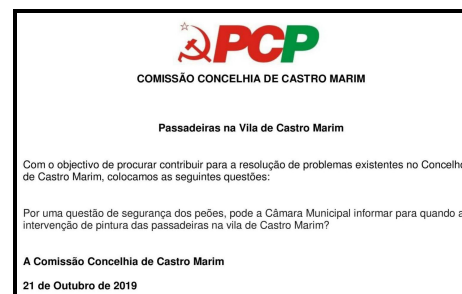 PCP
COMISSÃO CONCELHIA DE CASTRO MARIM
Passadeiras na Vila de Castro Marim
Com o objectivo de procurar contribuir para a resolução de problemas existentes no Concelho
de Castro Marim, colocamos as seguintes questões:
Por uma questão de segurança dos peões, pode a Câmara Municipal informar para quando a
intervenção de pintura das passadeiras na vila de Castro Marim?
A Comissão Concelhia de Castro Marim
21 de Outubro de 2019